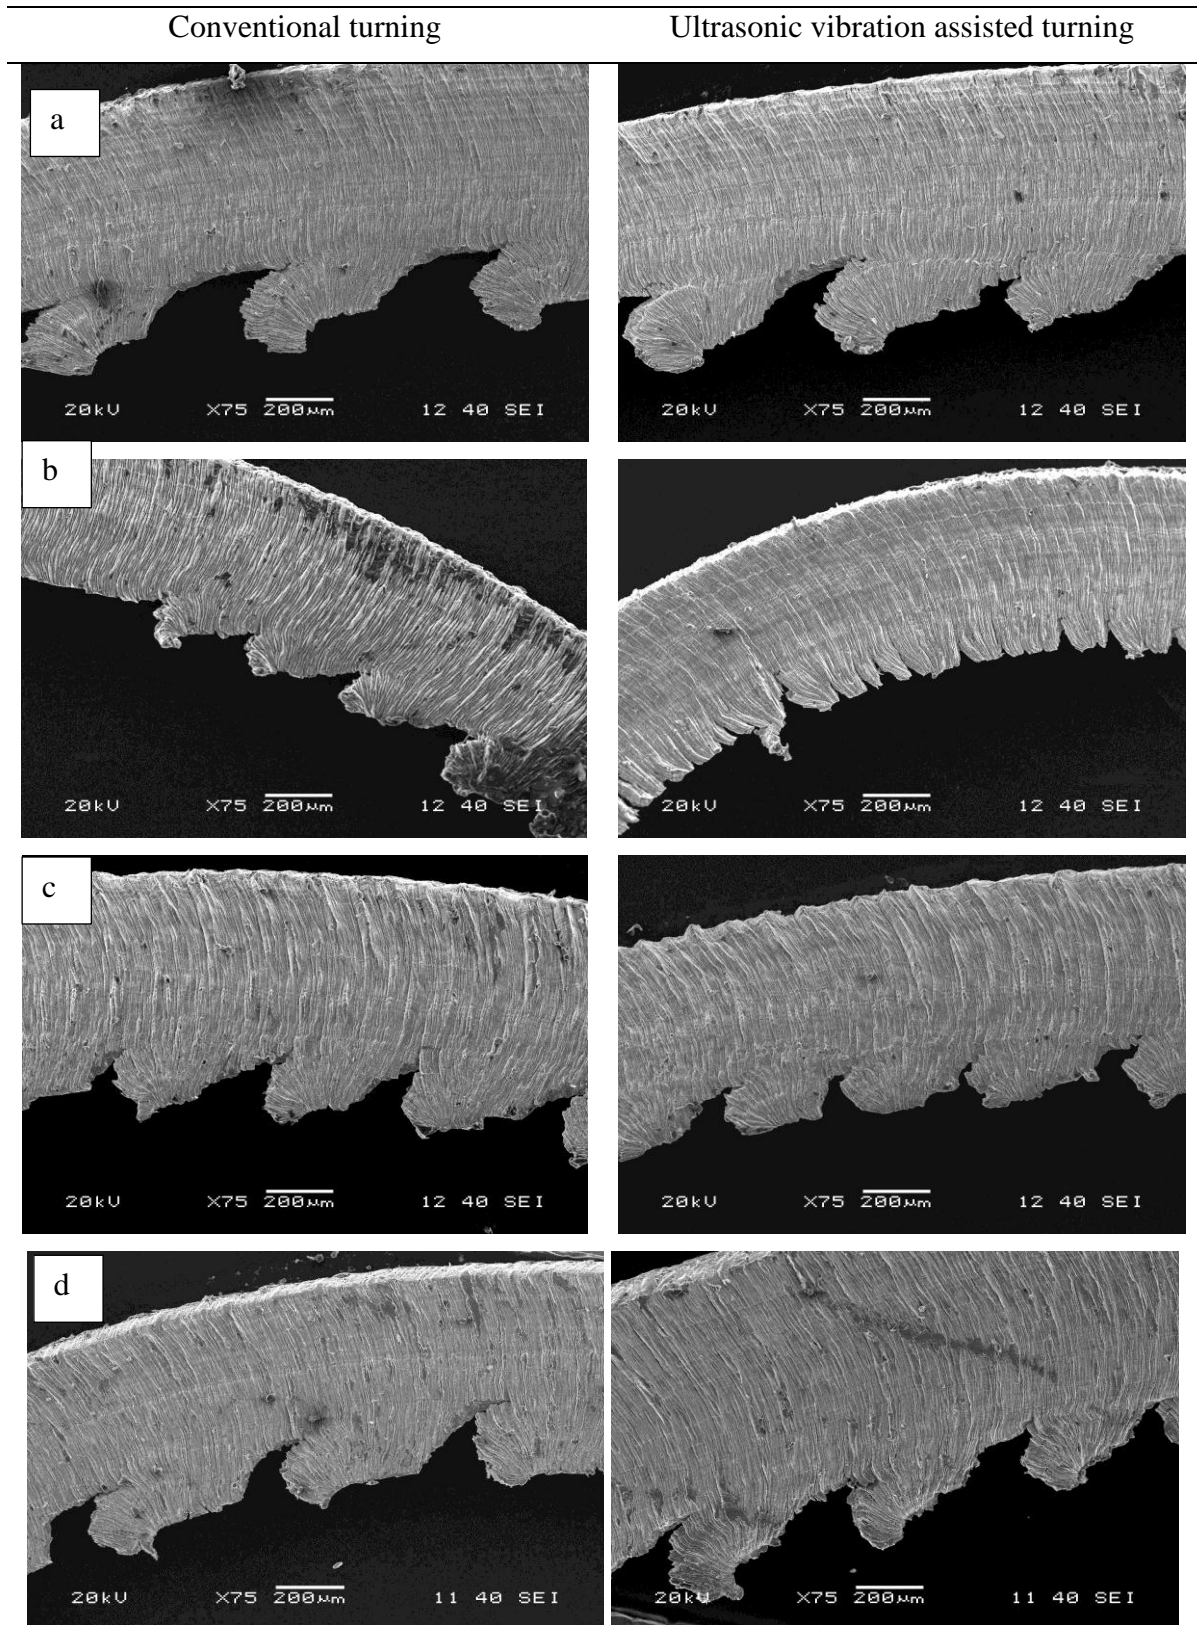 Conventional turning Ultrasonic vibration assisted turning
a
20kV X75 200μm 12 40 SEI 20kV X75 200μm 12 40 SEI
b
20kV X75 200μm 12 40 SEI 20kV X75 200μm 12 40 SEI
c
20kV X75 200μm 12 40 SEI 20kV X75 200μm 12 40 SEI
d
20kV X75 200μm 11 40 SEI 20kV X75 200μm 11 40 SEI